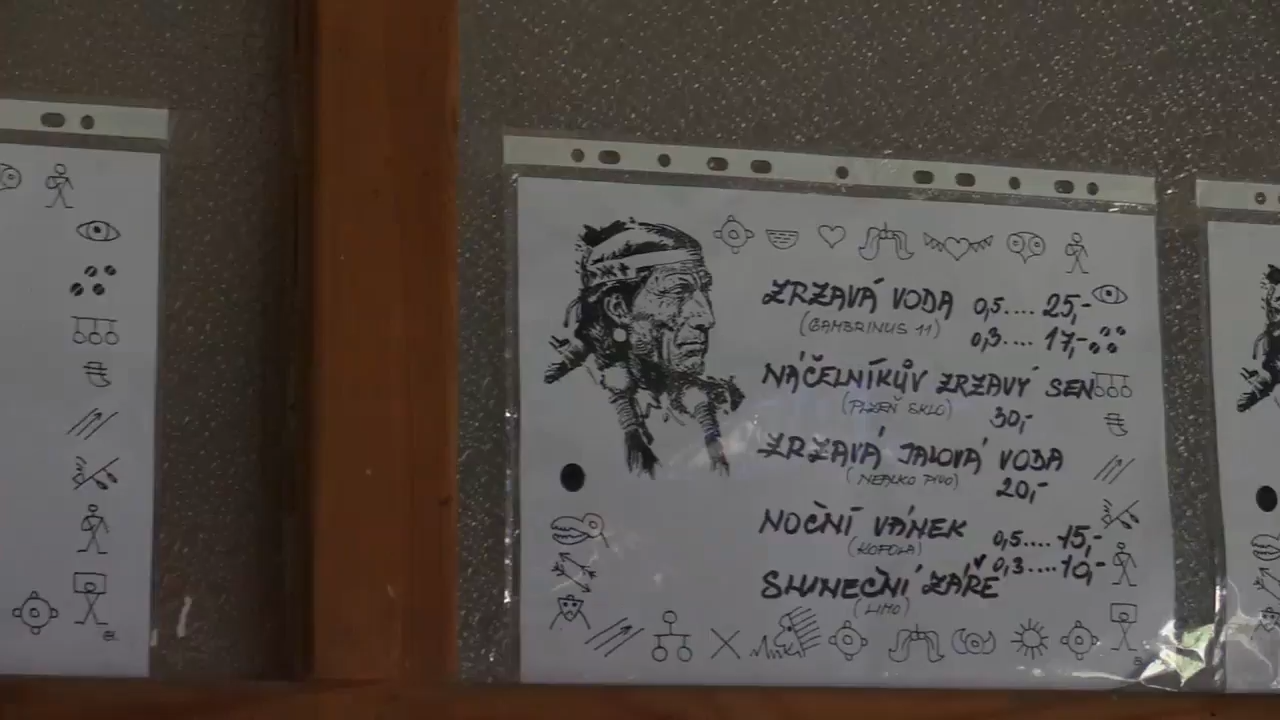 ZRZAVÁ VODA 0,5.... 25,-
(GAMBRINUS 11) 0,3.... 17,-
NÁČELNÍKŮV ZRZAVÝ SEN
(PLZEŇ SKLO) 30,-
ZRZAVÁ JALOVÁ VODA
(NEALKO PIVO) 20,-
NOČNÍ VÁNEK 0,5.... 15,-
(KOFOLA) 0,3.... 10,-
SLUNEČNÍ ZÁŘE
(LIMO)